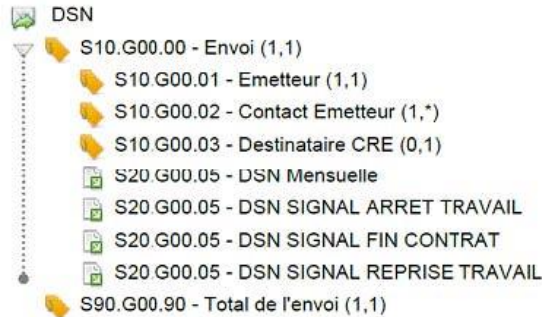 DSN
S10.G00.00 - Envoi (1,1)
S10.G00.01 - Emetteur (1,1)
S10.G00.02 - Contact Emetteur (1,*)
S10.G00.03 - Destinataire CRE (0,1)
S20.G00.05 - DSN Mensuelle
S20.G00.05 - DSN SIGNAL ARRET TRAVAIL
S20.G00.05 - DSN SIGNAL FIN CONTRAT
S20.G00.05 - DSN SIGNAL REPRISE TRAVAIL
S90.G00.90 - Total de l'envoi (1,1)